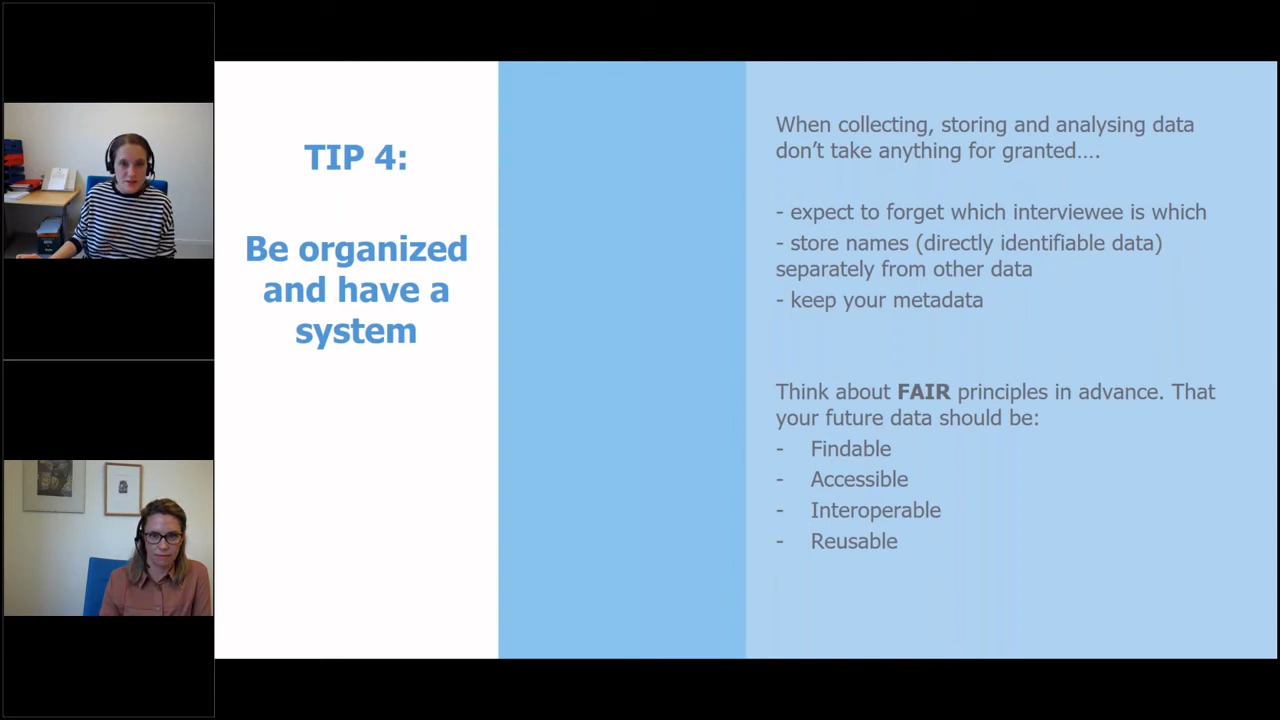 TIP 4:
Be organized
and have a
system
When collecting, storing and analysing data
don't take anything for granted....
- expect to forget which interviewee is which
- store names (directly identifiable data)
separately from other data
- keep your metadata
Think about FAIR principles in advance. That
your future data should be:
- Findable
- Accessible
- Interoperable
- Reusable